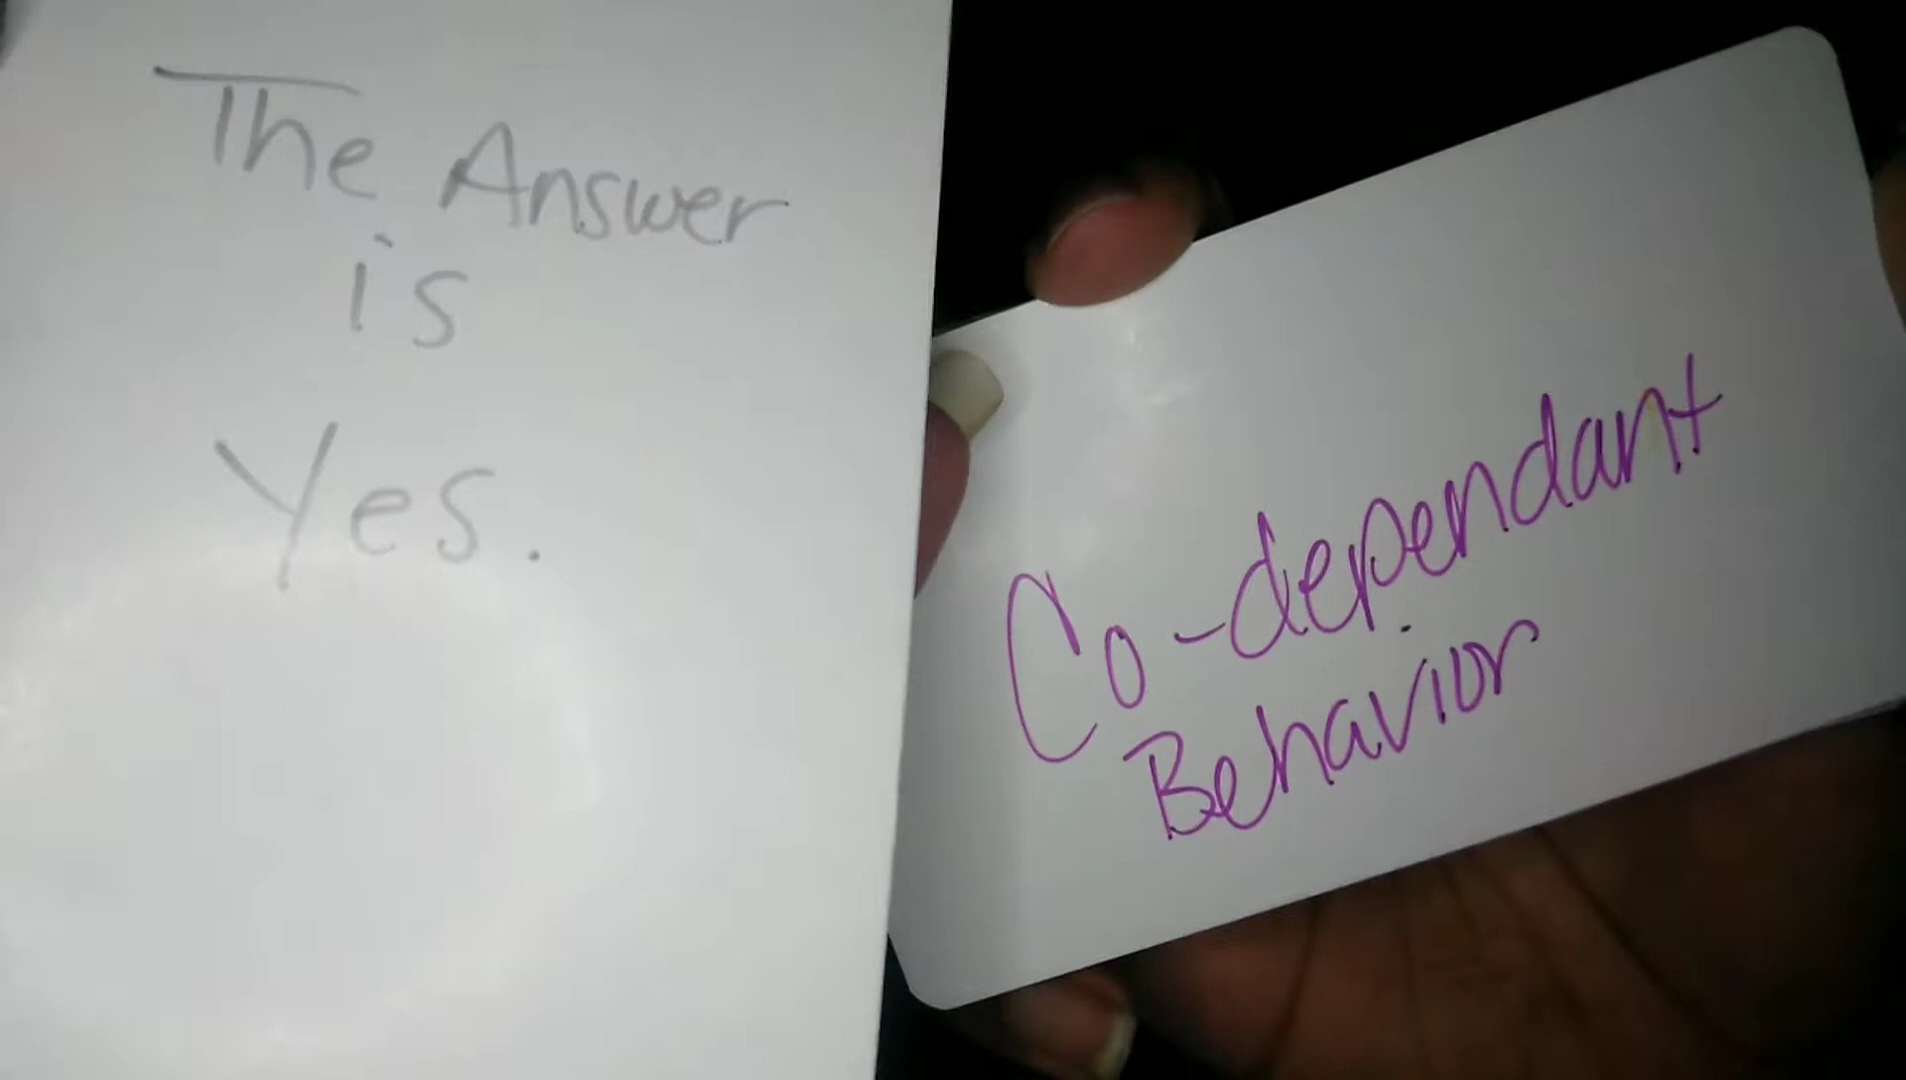 The Answer
is
Yes.
Co-dependant
Behavior